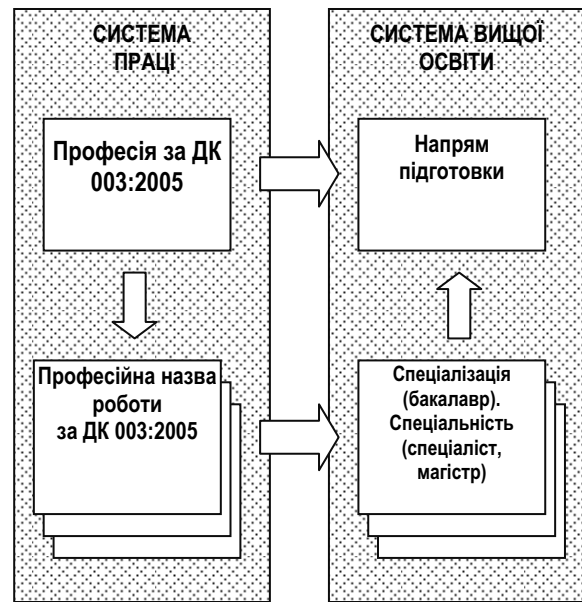 СИСТЕМА
ПРАЦІ
Професія за ДК
003:2005
Професійна назва
роботи
за ДК 003:2005
СИСТЕМА ВИЩОЇ
ОСВІТИ
Напрям
підготовки
Спеціалізація
(бакалавр).
Спеціальність
(спеціаліст,
магістр)